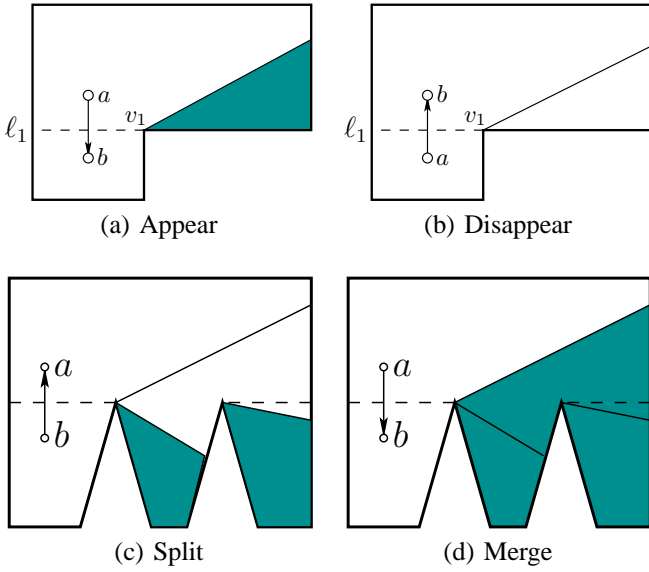 a
v₁
ℓ₁
b
(a) Appear
b
v₁
ℓ₁
a
(b) Disappear
a
b
(c) Split
a
b
(d) Merge